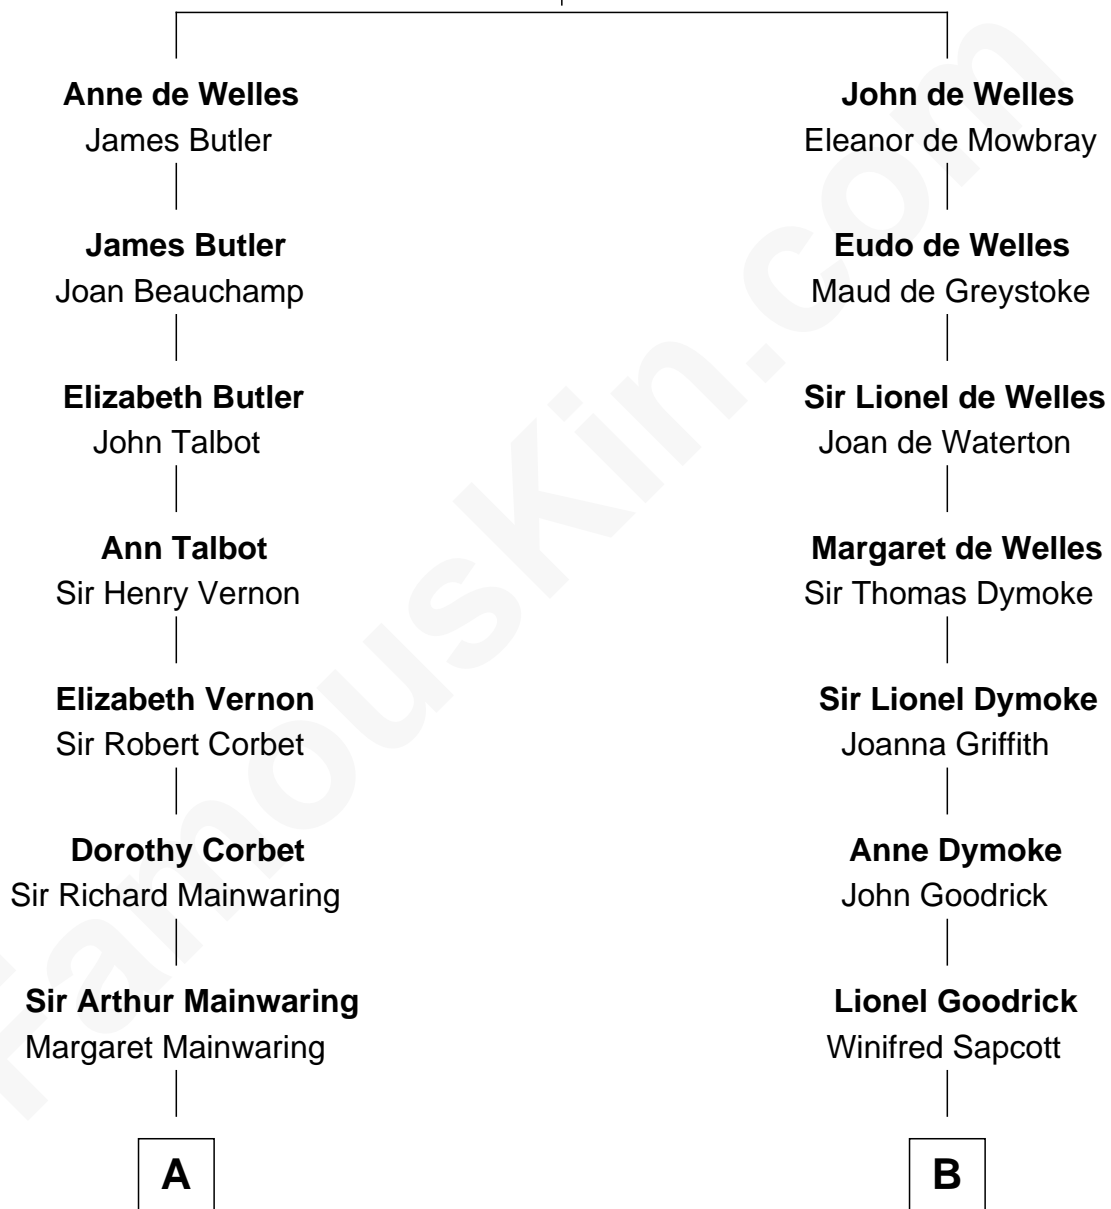 Anne de Welles
James Butler
James Butler
Joan Beauchamp
Elizabeth Butler
John Talbot
Ann Talbot
Sir Henry Vernon
Elizabeth Vernon
Sir Robert Corbet
Dorothy Corbet
Sir Richard Mainwaring
Sir Arthur Mainwaring
Margaret Mainwaring
A
John de Welles
Eleanor de Mowbray
Eudo de Welles
Maud de Greystoke
Sir Lionel de Welles
Joan de Waterton
Margaret de Welles
Sir Thomas Dymoke
Sir Lionel Dymoke
Joanna Griffith
Anne Dymoke
John Goodrick
Lionel Goodrick
Winifred Sapcott
B
FamousKin.com